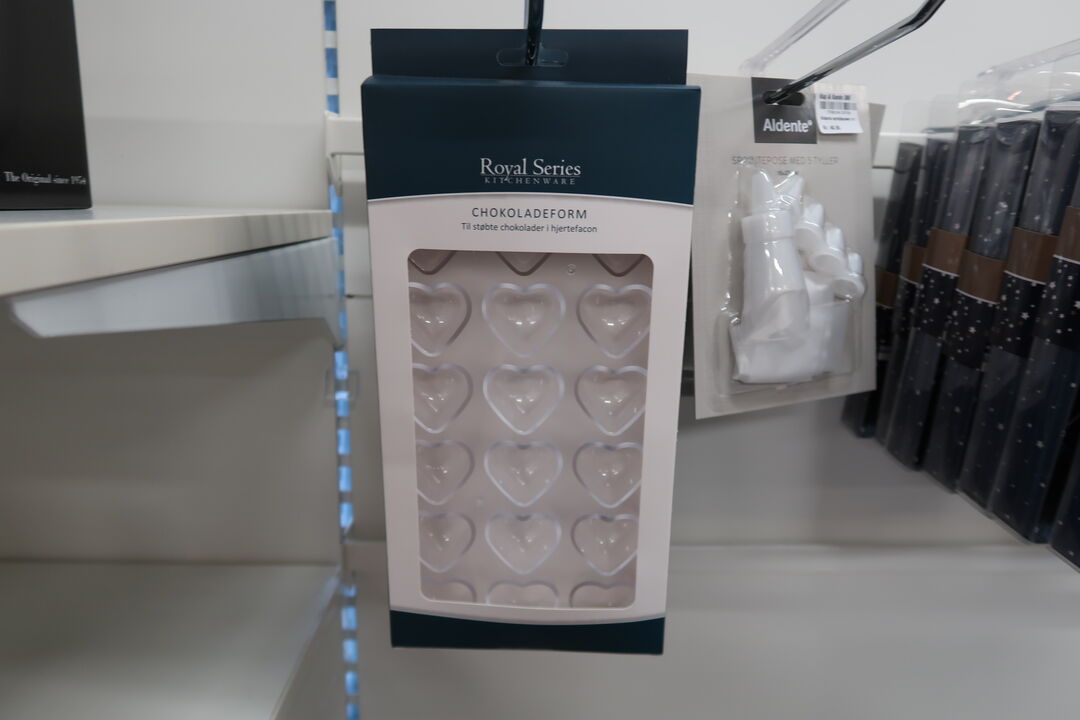 The Original since 1954
Royal Series
KITCHENWARE
CHOKOLADEFORM
Til støbte chokolader i hjertefacon
Aldente
SPRØJTEPOSE MED 5 TYLLER